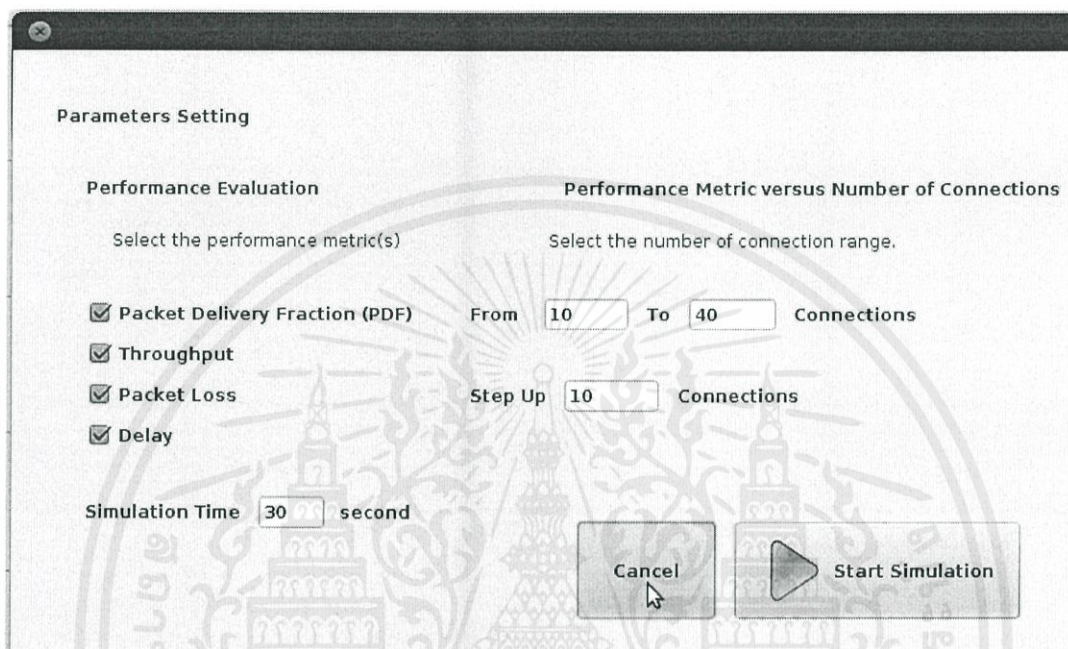 Parameters Setting
Performance Evaluation
Select the performance metric(s)
Packet Delivery Fraction (PDF)
Throughput
Packet Loss
Delay
Simulation Time 30 second
Performance Metric versus Number of Connections
Select the number of connection range.
From 10 To 40 Connections
Step Up 10 Connections
Cancel
Start Simulation